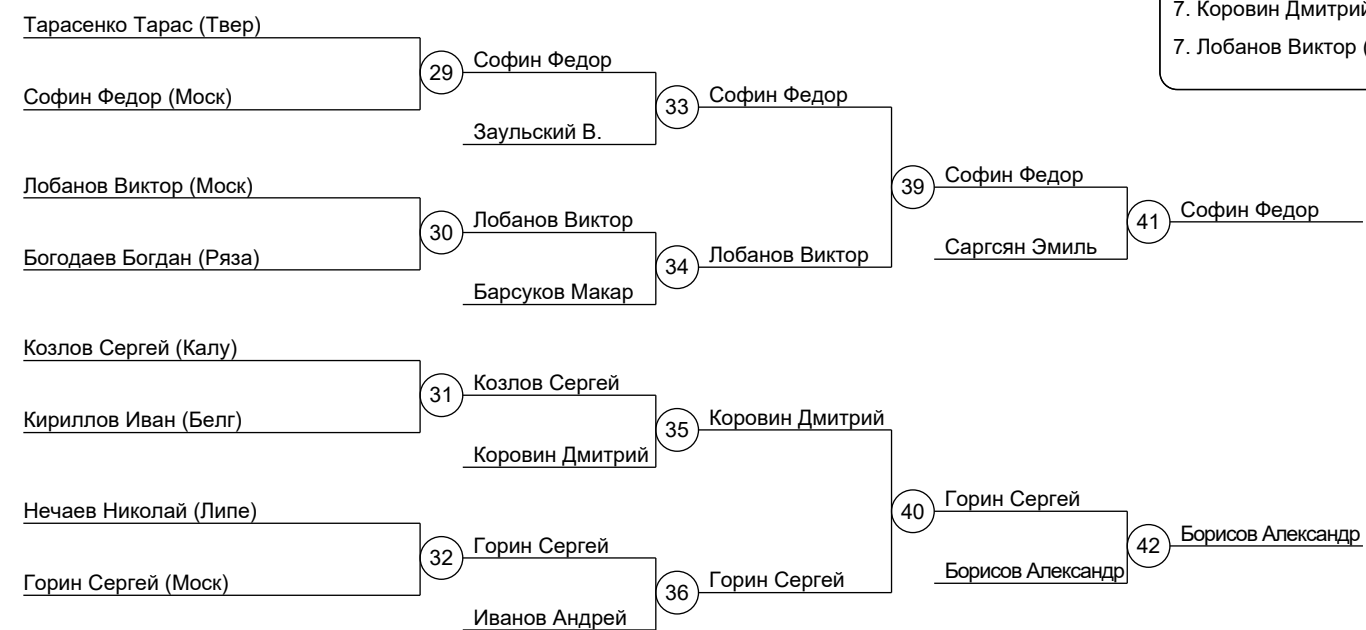 7. Коровин Дмитрий
7. Лобанов Виктор (
Тарасенко Тарас (Твер)
29
Софин Федор
Софин Федор (Моск)
33
Софин Федор
Заульский В.
39
Софин Федор
Лобанов Виктор (Моск)
30
Лобанов Виктор
41
Софин Федор
Саргсян Эмиль
Богодаев Богдан (Ряза)
34
Лобанов Виктор
Барсуков Макар
Козлов Сергей (Калу)
31
Козлов Сергей
Кириллов Иван (Белг)
35
Коровин Дмитрий
Коровин Дмитрий
40
Горин Сергей
Нечаев Николай (Липе)
32
Горин Сергей
42
Борисов Александр
Борисов Александр
Горин Сергей (Моск)
36
Горин Сергей
Иванов Андрей